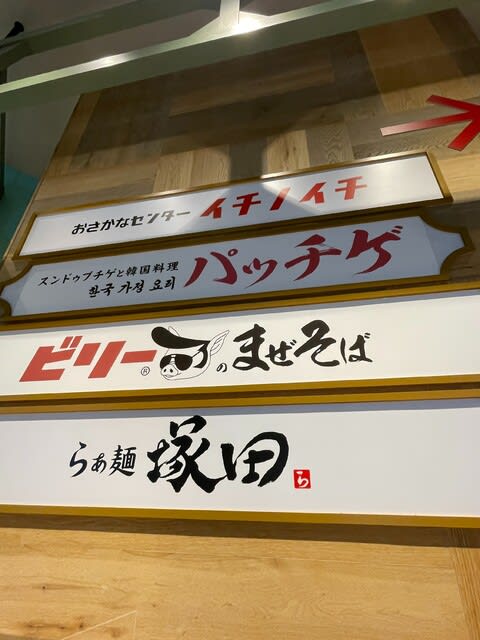 おさかなセンター イチノイチ
スンドゥブチゲと韓国料理
한국 가정 요리
パッチゲ
ビリー®のまぜそば
らぁ麺 塚田
ら